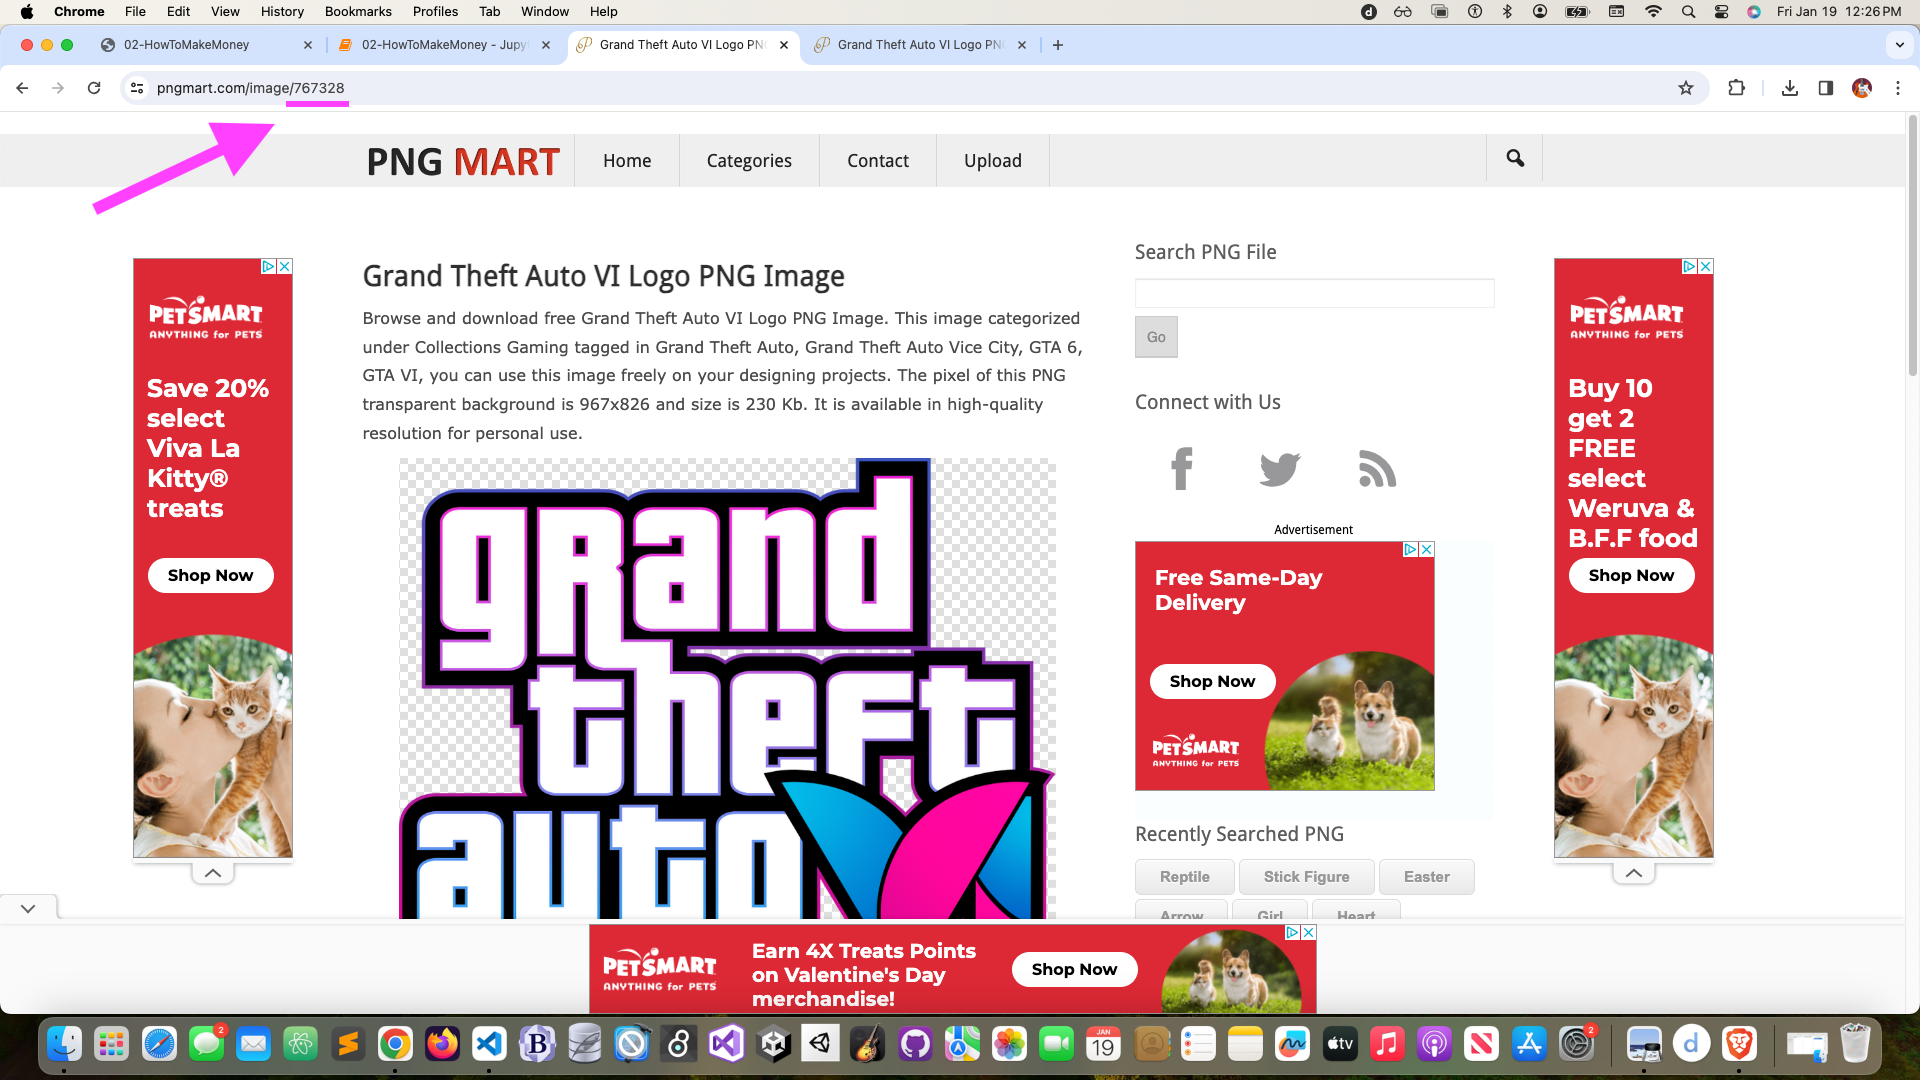 Chrome File Edit View History Bookmarks Profiles Tab Window Help
Fri Jan 19 12:26 PM
02-HowToMakeMoney
02-HowToMakeMoney - Jupy
Grand Theft Auto VI Logo PN
Grand Theft Auto VI Logo PN
pngmart.com/image/767328
PNG MART
Home
Categories
Contact
Upload
Grand Theft Auto VI Logo PNG Image
Browse and download free Grand Theft Auto VI Logo PNG Image. This image categorized
under Collections Gaming tagged in Grand Theft Auto, Grand Theft Auto Vice City, GTA 6,
GTA VI, you can use this image freely on your designing projects. The pixel of this PNG
transparent background is 967x826 and size is 230 Kb. It is available in high-quality
resolution for personal use.
grand
theft
auto
VI
Search PNG File
Go
Connect with Us
Advertisement
Free Same-Day
Delivery
Shop Now
PETSMART
ANYTHING for PETS
Recently Searched PNG
Reptile
Stick Figure
Easter
Arrow
Girl
Heart
PETSMART
ANYTHING for PETS
Save 20%
select
Viva La
Kitty®
treats
Shop Now
PETSMART
ANYTHING for PETS
Buy 10
get 2
FREE
select
Weruva &
B.F.F food
Shop Now
PETSMART
ANYTHING for PETS
Earn 4X Treats Points
on Valentine's Day
merchandise!
Shop Now
2
JAN
19
tv
2